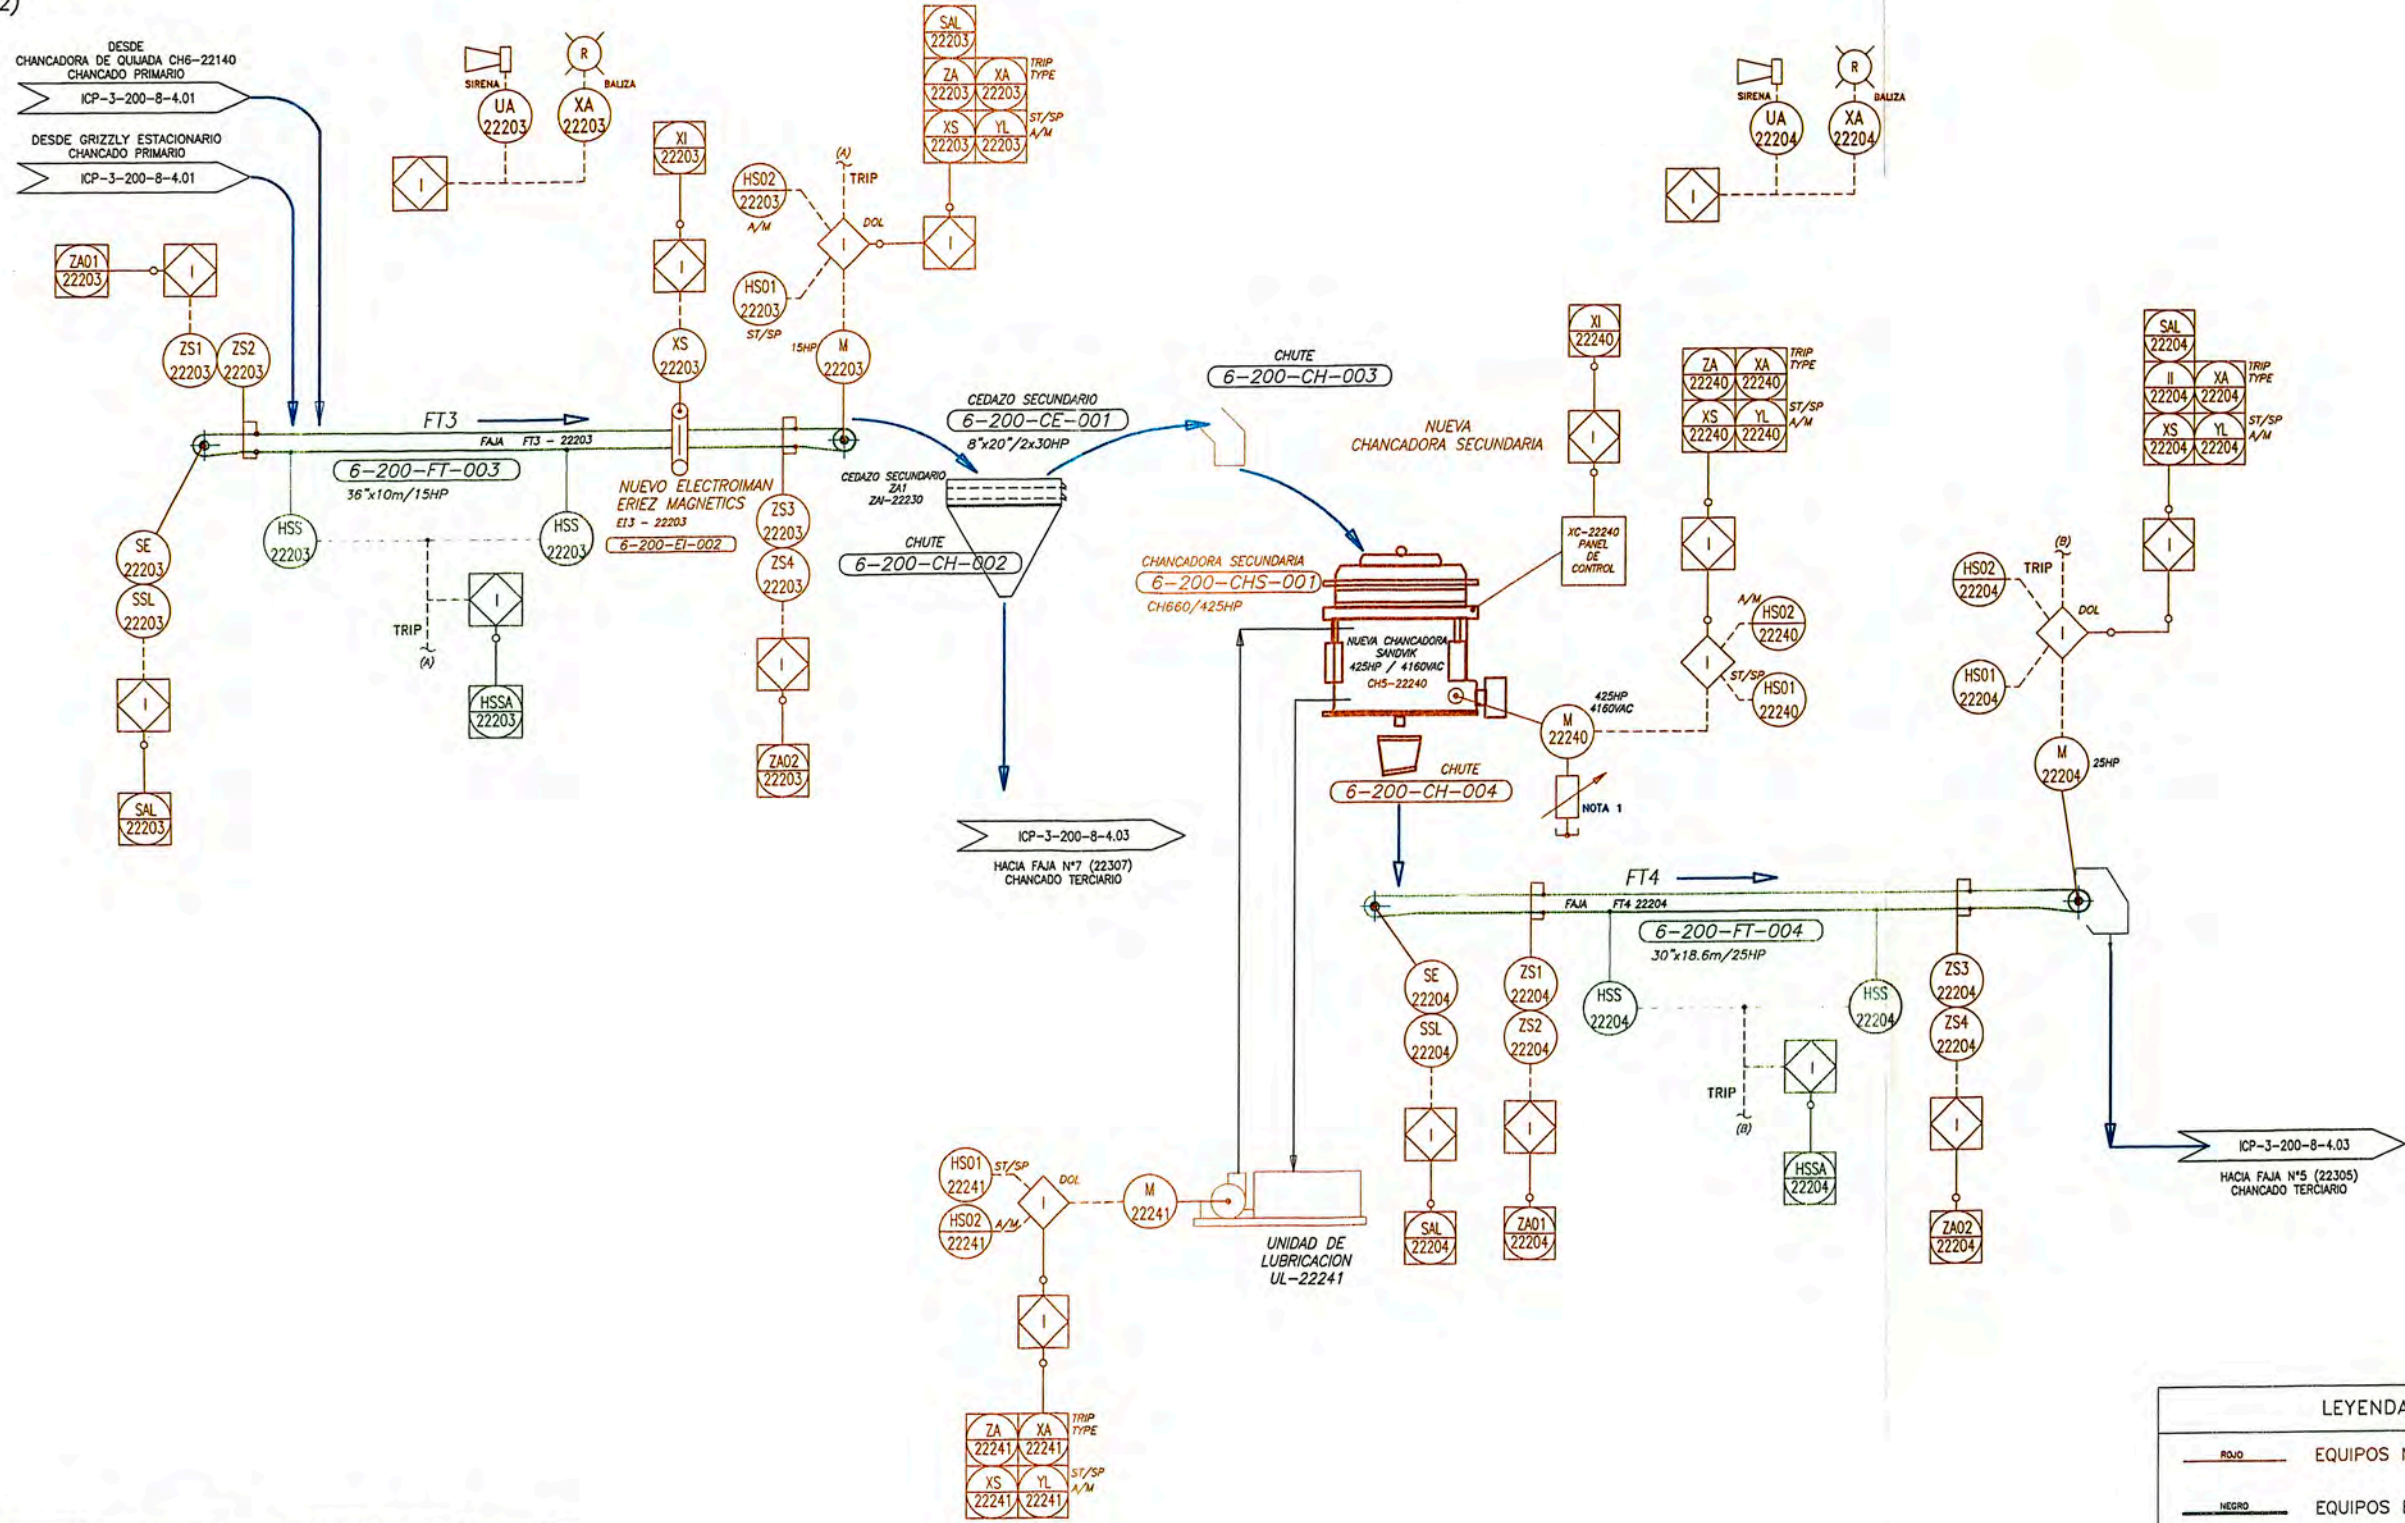 2)
DESDE
CHANCADORA DE QUIJADA CH6-22140
CHANCADO PRIMARIO
ICP-3-200-8-4.01
DESDE GRIZZLY ESTACIONARIO
CHANCADO PRIMARIO
ICP-3-200-8-4.01
SIRENA
UA
22203
R
BALIZA
XA
22203
I
ZA01
22203
I
ZS1
22203
ZS2
22203
XI
22203
I
XS
22203
SAL
22203
ZA
22203
XA
22203
TRIP
TYPE
XS
22203
YL
22203
ST/SP
A/M
I
(A)
TRIP
HS02
22203
A/M
I
DOL
HS01
22203
ST/SP
15HP
M
22203
FT3
FAJA FT3 - 22203
6-200-FT-003
36"x10m/15HP
NUEVO ELECTROIMAN
ERIEZ MAGNETICS
EI3 - 22203
6-200-EI-002
SE
22203
SSL
22203
I
SAL
22203
HSS
22203
HSS
22203
I
TRIP
(A)
HSSA
22203
ZS3
22203
ZS4
22203
I
ZA02
22203
CEDAZO SECUNDARIO
6-200-CE-001
8"x20"/2x30HP
CEDAZO SECUNDARIO
ZA1
ZAI-22230
CHUTE
6-200-CH-002
ICP-3-200-8-4.03
HACIA FAJA N°7 (22307)
CHANCADO TERCIARIO
CHUTE
6-200-CH-003
NUEVA
CHANCADORA SECUNDARIA
CHANCADORA SECUNDARIA
6-200-CHS-001
CH660/425HP
NUEVA CHANCADORA
SANDVIK
425HP / 4160VAC
CH5-22240
CHUTE
6-200-CH-004
XI
22240
I
XC-22240
PANEL
DE
CONTROL
ZA
22240
XA
22240
TRIP
TYPE
XS
22240
YL
22240
ST/SP
A/M
I
A/M
HS02
22240
I
ST/SP
HS01
22240
425HP
4160VAC
M
22240
NOTA 1
SIRENA
UA
22204
R
BALIZA
XA
22204
I
SAL
22204
II
22204
XA
22204
TRIP
TYPE
XS
22204
YL
22204
ST/SP
A/M
I
(B)
TRIP
HS02
22204
I
DOL
HS01
22204
M
22204
25HP
FT4
FAJA FT4 22204
6-200-FT-004
30"x18.6m/25HP
SE
22204
SSL
22204
I
SAL
22204
ZS1
22204
ZS2
22204
I
ZA01
22204
HSS
22204
HSS
22204
I
TRIP
(B)
HSSA
22204
ZS3
22204
ZS4
22204
I
ZA02
22204
ICP-3-200-8-4.03
HACIA FAJA N°5 (22305)
CHANCADO TERCIARIO
HS01
22241
ST/SP
HS02
22241
A/M
I
DOL
M
22241
UNIDAD DE
LUBRICACION
UL-22241
I
ZA
22241
XA
22241
TRIP
TYPE
XS
22241
YL
22241
ST/SP
A/M
LEYENDA
ROJO EQUIPOS
NEGRO EQUIPOS